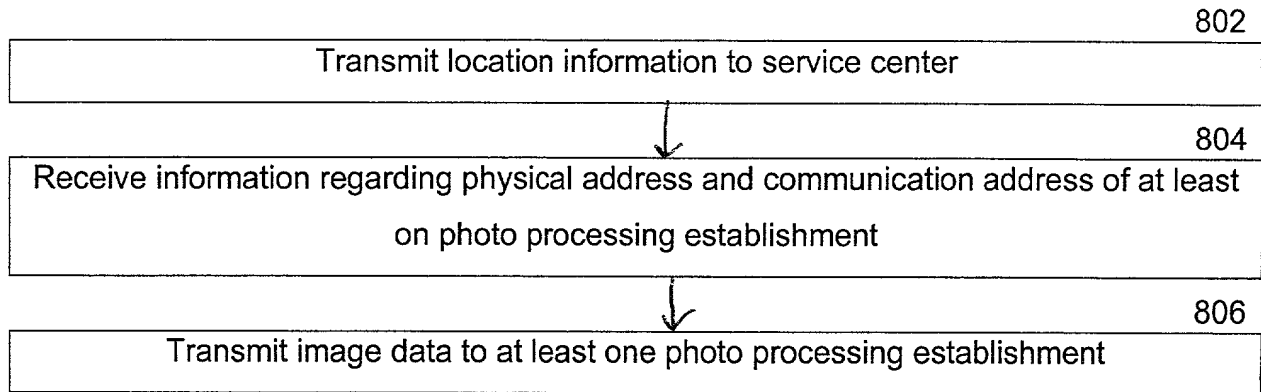 802
Transmit location information to service center
804
Receive information regarding physical address and communication address of at least
on photo processing establishment
806
Transmit image data to at least one photo processing establishment